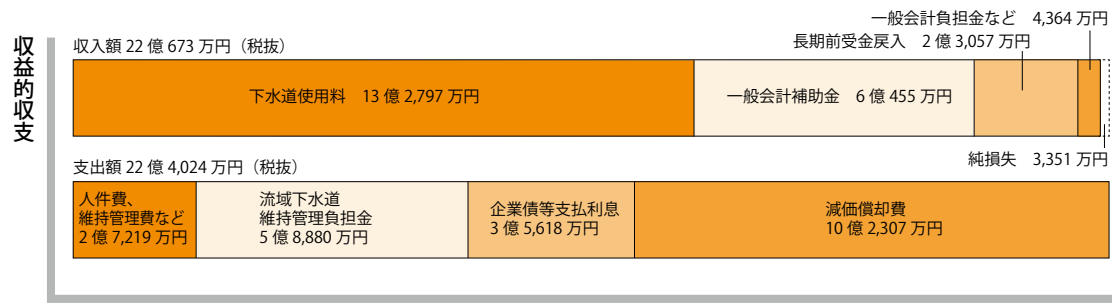 収益的収支
収入額 22 億 673 万円（税抜）
一般会計負担金など 4,364 万円
長期前受金戻入 2 億 3,057 万円
下水道使用料 13 億 2,797 万円
一般会計補助金 6 億 455 万円
純損失 3,351 万円
支出額 22 億 4,024 万円（税抜）
人件費、
維持管理費など
2 億 7,219 万円
流域下水道
維持管理負担金
5 億 8,880 万円
企業債等支払利息
3 億 5,618 万円
減価償却費
10 億 2,307 万円